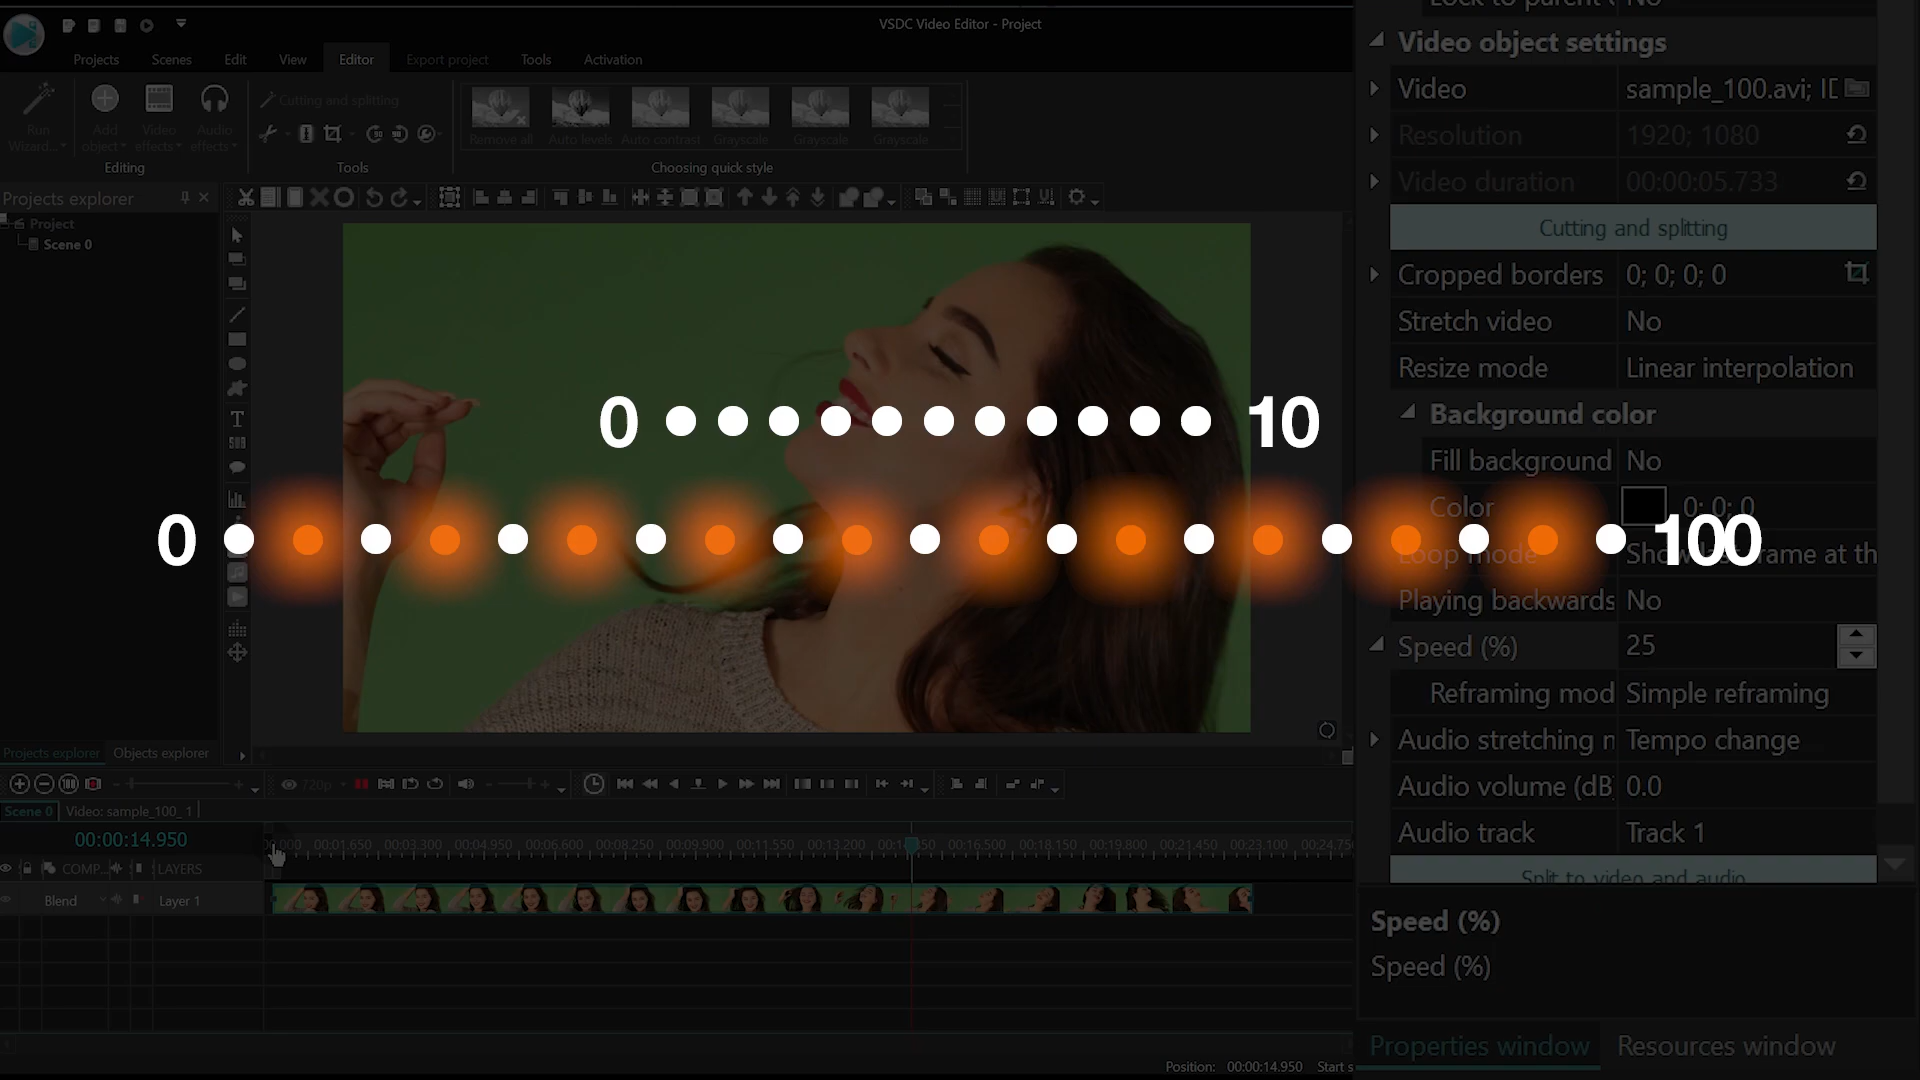 VSDC Video Editor - Project
Projects
Scenes
Edit
View
Editor
Export project
Tools
Activation
Run
Wizard...
Add
object
Video
effects
Audio
effects
Editing
Cutting and splitting
Tools
Remove all
Auto levels
Auto contrast
Grayscale
Grayscale
Grayscale
Choosing quick style
Projects explorer
Project
Scene 0
Projects explorer
Objects explorer
0
10
0
100
Video object settings
Video
sample_100.avi; ID
Resolution
1920; 1080
Video duration
00:00:05.733
Cutting and splitting
Cropped borders
0; 0; 0; 0
Stretch video
No
Resize mode
Linear interpolation
Background color
Fill background
No
Color
0; 0; 0
Loop mode
frame at th
Playing backwards
No
Speed (%)
25
Reframing mod
Simple reframing
Audio stretching
Tempo change
Audio volume (dB
0.0
Audio track
Track 1
Split to video and audio
Speed (%)
Speed (%)
Properties window
Resources window
720p
Scene 0
Video: sample_100_1
00:00:14.950
00:01.650
00:03.300
00:04.950
00:06.600
00:08.250
00:09.900
00:11.550
00:13.200
00:16.500
00:18.150
00:19.800
00:21.450
00:23.100
00:24.75
COMP...
LAYERS
Blend
Layer 1
Position: 00:00:14.950
Start s